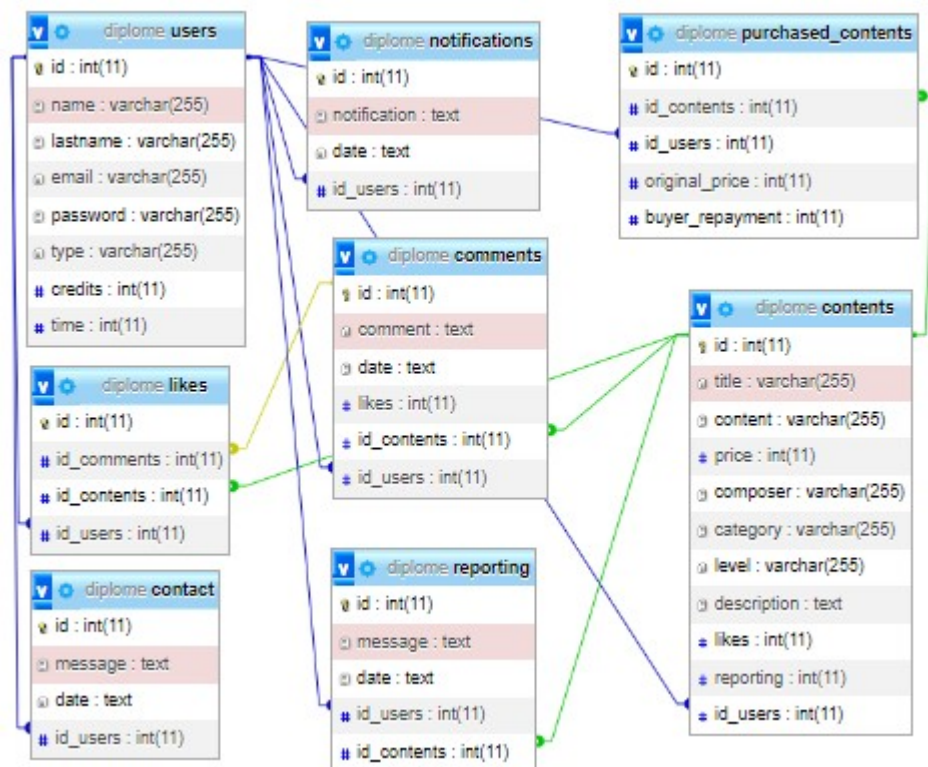 diplome users
id : int(11)
name : varchar(255)
lastname : varchar(255)
email : varchar(255)
password : varchar(255)
type : varchar(255)
credits : int(11)
time : int(11)
diplome notifications
id : int(11)
notification : text
date : text
id_users : int(11)
diplome purchased_contents
id : int(11)
id_contents : int(11)
id_users : int(11)
original_price : int(11)
buyer_repayment : int(11)
diplome comments
id : int(11)
comment : text
date : text
likes : int(11)
id_contents : int(11)
id_users : int(11)
diplome contents
id : int(11)
title : varchar(255)
content : varchar(255)
price : int(11)
composer : varchar(255)
category : varchar(255)
level : varchar(255)
description : text
likes : int(11)
reporting : int(11)
id_users : int(11)
diplome likes
id : int(11)
id_comments : int(11)
id_contents : int(11)
id_users : int(11)
diplome reporting
id : int(11)
message : text
date : text
id_users : int(11)
id_contents : int(11)
diplome contact
id : int(11)
message : text
date : text
id_users : int(11)